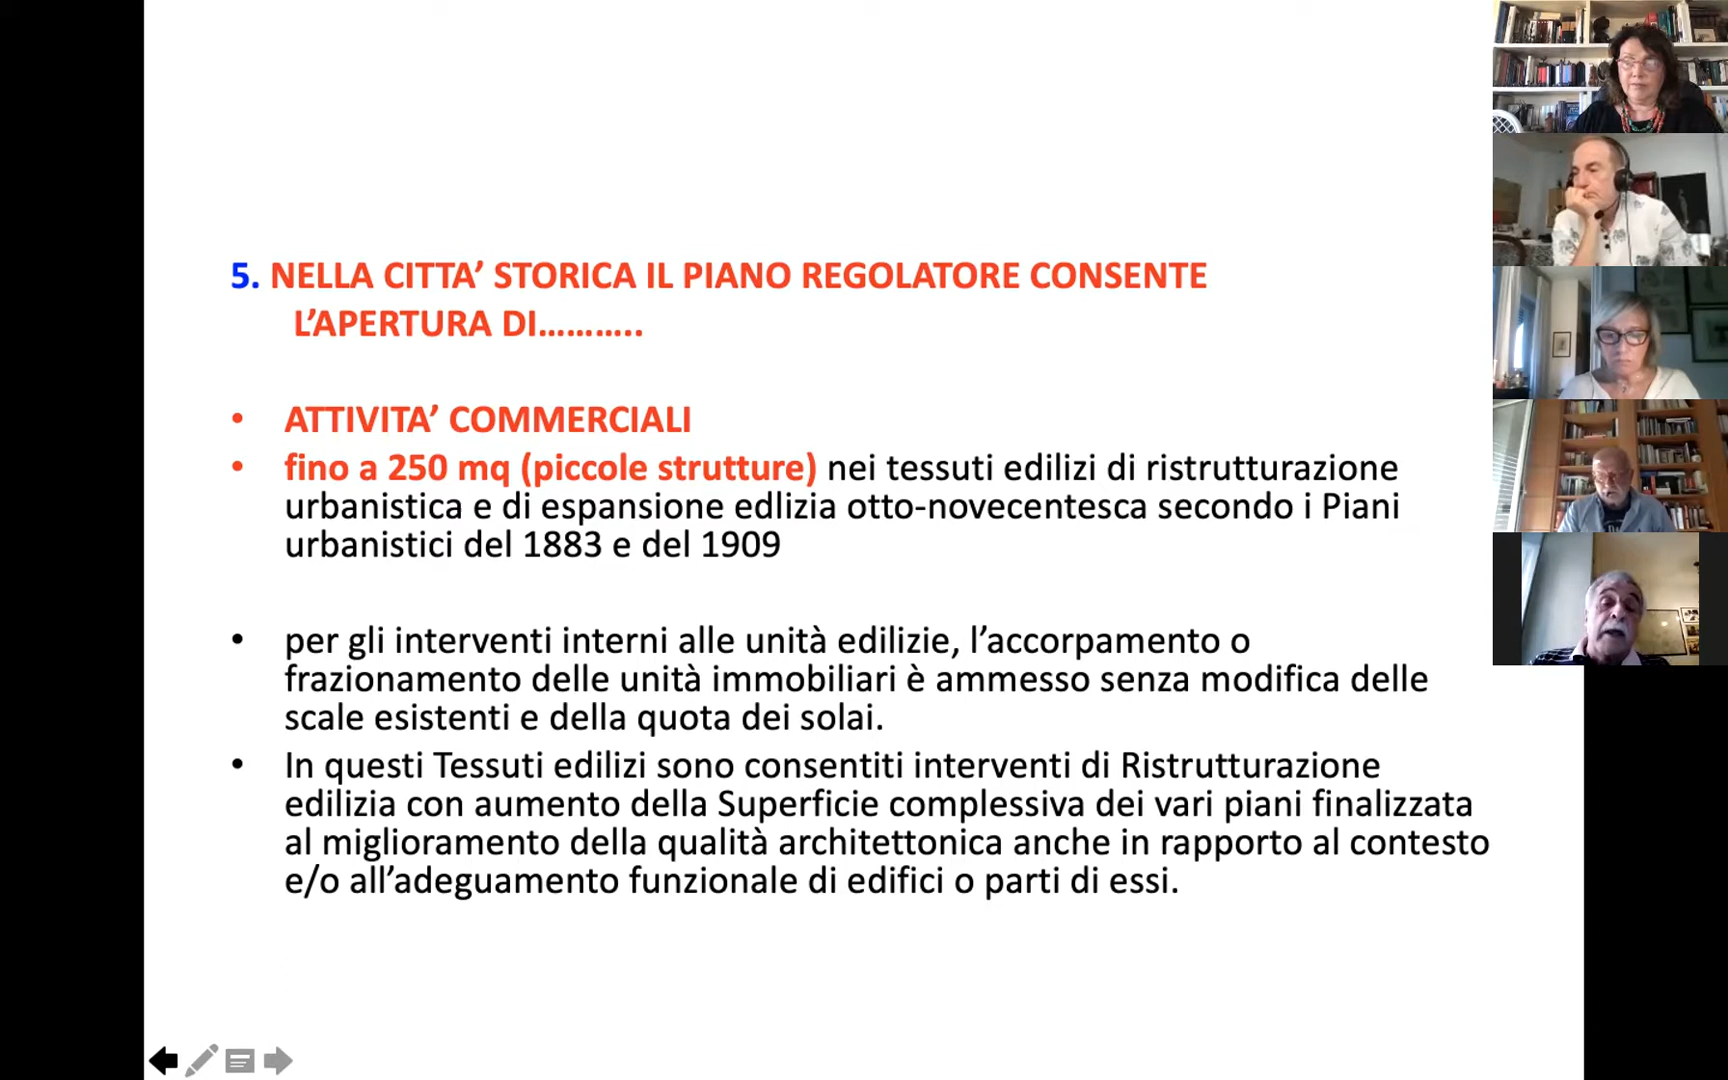 5. NELLA CITTA’ STORICA IL PIANO REGOLATORE CONSENTE
L’APERTURA DI………..
• ATTIVITA’ COMMERCIALI
• fino a 250 mq (piccole strutture) nei tessuti edilizi di ristrutturazione
urbanistica e di espansione edlizia otto-novecentesca secondo i Piani
urbanistici del 1883 e del 1909
• per gli interventi interni alle unità edilizie, l’accorpamento o
frazionamento delle unità immobiliari è ammesso senza modifica delle
scale esistenti e della quota dei solai.
• In questi Tessuti edilizi sono consentiti interventi di Ristrutturazione
edilizia con aumento della Superficie complessiva dei vari piani finalizzata
al miglioramento della qualità architettonica anche in rapporto al contesto
e/o all’adeguamento funzionale di edifici o parti di essi.